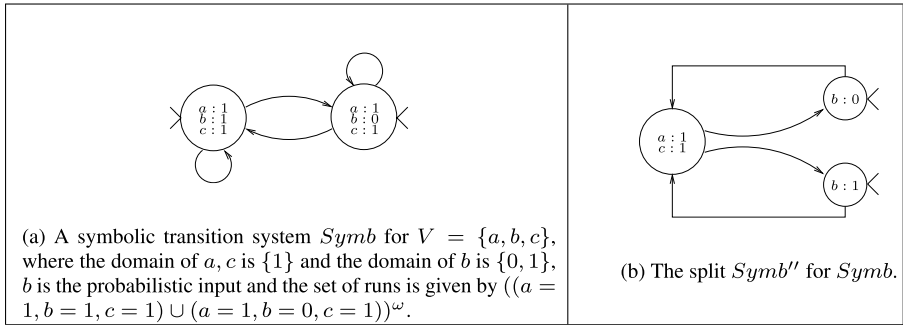 a : 1
b : 1
c : 1
a : 1
b : 0
c : 1
(a) A symbolic transition system Symb for V = {a, b, c},
where the domain of a, c is {1} and the domain of b is {0, 1},
b is the probabilistic input and the set of runs is given by ((a =
1, b = 1, c = 1) ∪ (a = 1, b = 0, c = 1))^ω.
a : 1
c : 1
b : 0
b : 1
(b) The split Symb′′ for Symb.